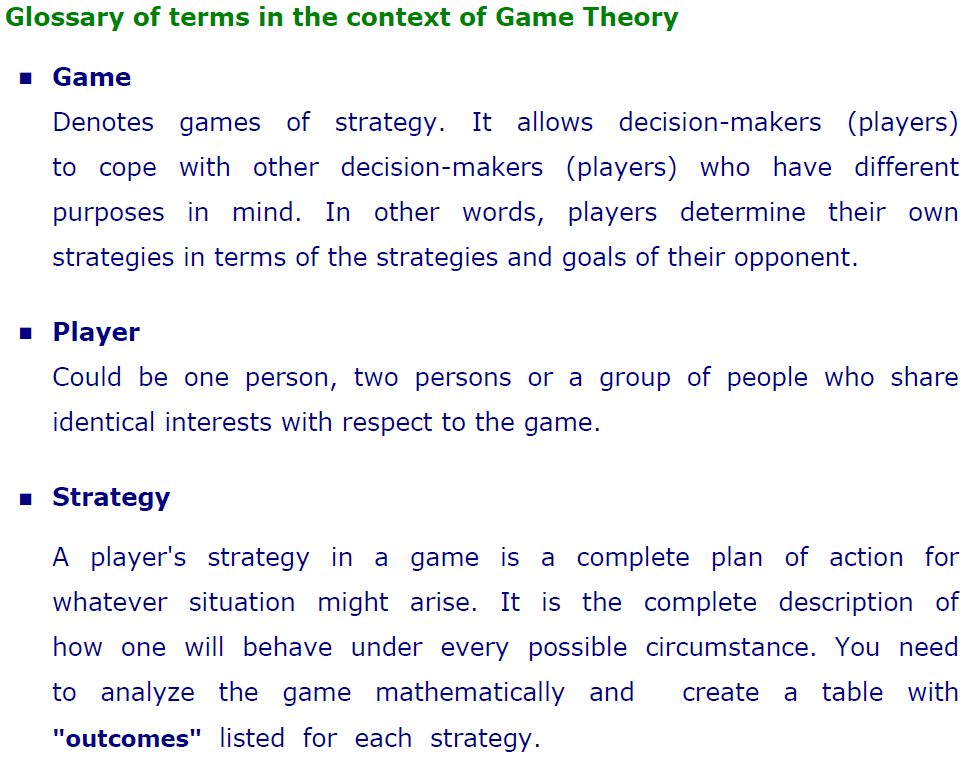 Glossary of terms in the context of Game Theory
▪ Game
Denotes games of strategy. It allows decision-makers (players)
to cope with other decision-makers (players) who have different
purposes in mind. In other words, players determine their own
strategies in terms of the strategies and goals of their opponent.
▪ Player
Could be one person, two persons or a group of people who share
identical interests with respect to the game.
▪ Strategy
A player's strategy in a game is a complete plan of action for
whatever situation might arise. It is the complete description of
how one will behave under every possible circumstance. You need
to analyze the game mathematically and create a table with
"outcomes" listed for each strategy.